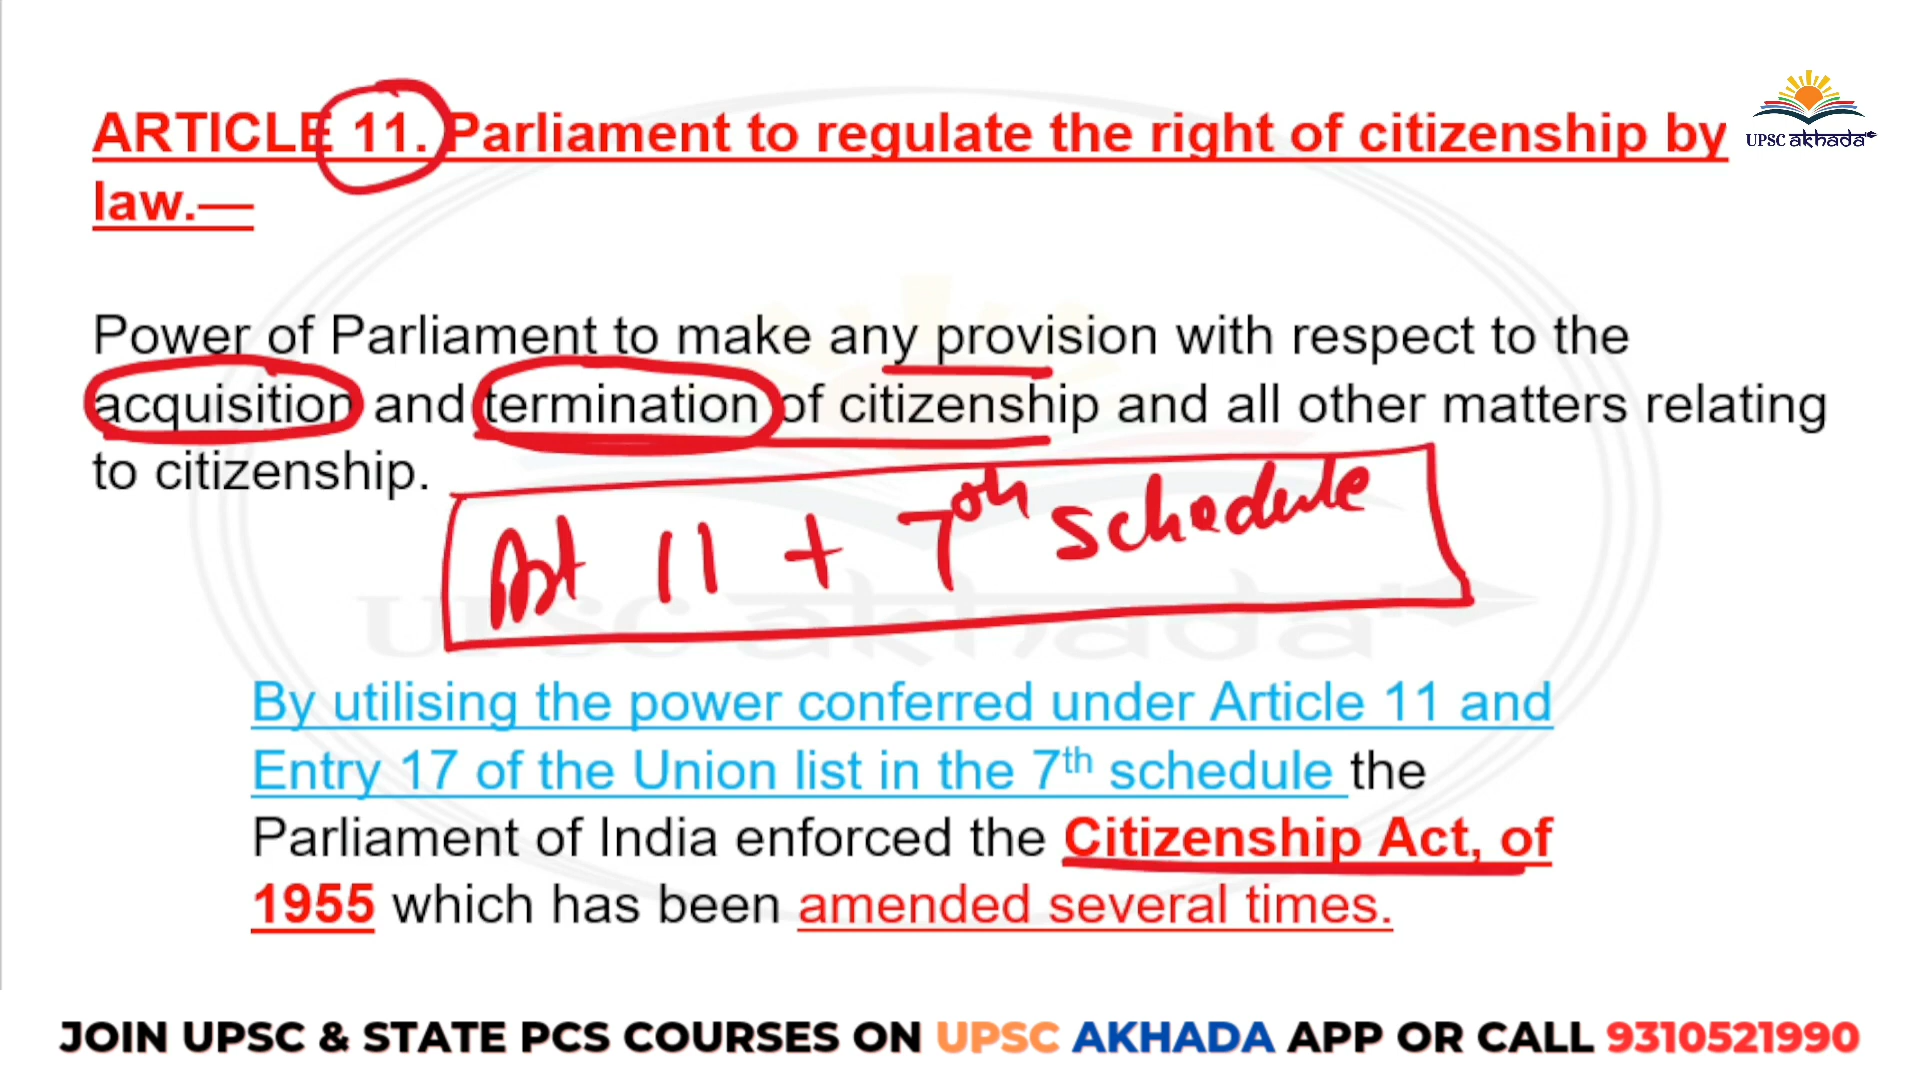 ARTICLE 11. Parliament to regulate the right of citizenship by
law.—
UPSC akhada
Power of Parliament to make any provision with respect to the
acquisition and termination of citizenship and all other matters relating
to citizenship.
Art 11 + 7th schedule
UPSC akhada
By utilising the power conferred under Article 11 and
Entry 17 of the Union list in the 7th schedule the
Parliament of India enforced the Citizenship Act, of
1955 which has been amended several times.
JOIN UPSC & STATE PCS COURSES ON UPSC AKHADA APP OR CALL 9310521990